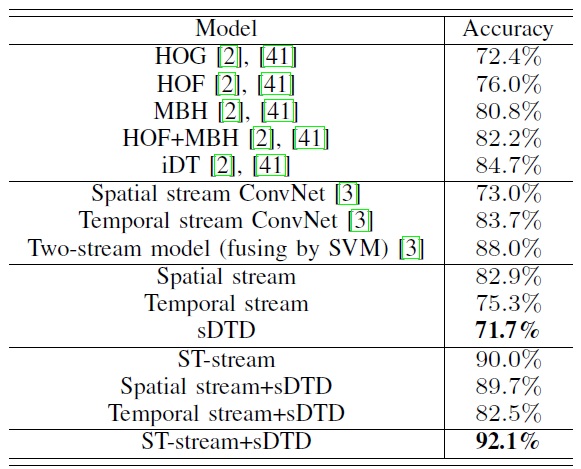 Model Accuracy
HOG [2], [41] 72.4%
HOF [2], [41] 76.0%
MBH [2], [41] 80.8%
HOF+MBH [2], [41] 82.2%
iDT [2], [41] 84.7%
Spatial stream ConvNet [3] 73.0%
Temporal stream ConvNet [3] 83.7%
Two-stream model (fusing by SVM) [3] 88.0%
Spatial stream 82.9%
Temporal stream 75.3%
sDTD 71.7%
ST-stream 90.0%
Spatial stream+sDTD 89.7%
Temporal stream+sDTD 82.5%
ST-stream+sDTD 92.1%